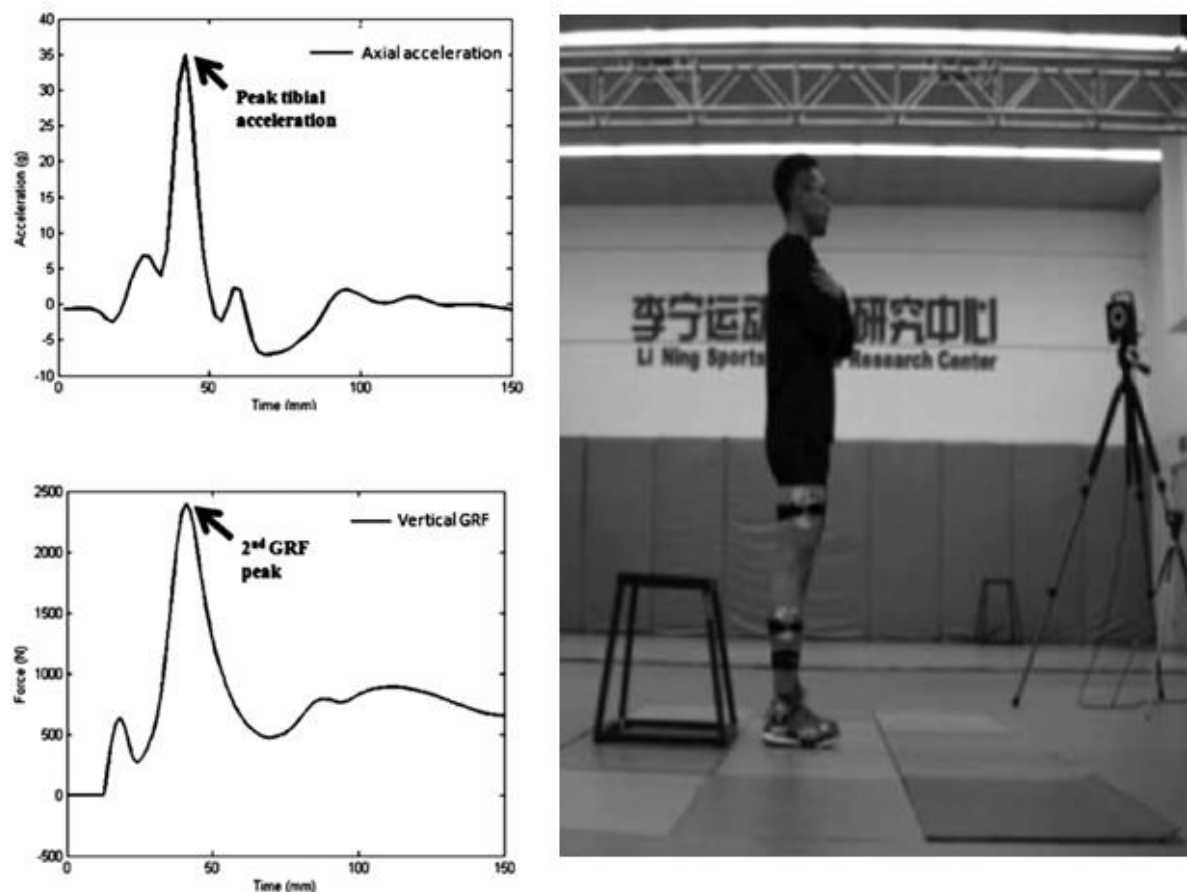 40
35
30
25
20
15
10
5
0
-5
-10
Acceleration (g)
Axial acceleration
Peak tibial
acceleration
0 50 100 150
Time (mm)
2500
2000
1500
1000
500
0
-500
Force (N)
Vertical GRF
2nd GRF
peak
0 50 100 150
Time (mm)
李宁运动 研究中心
Li Ning Sports Research Center